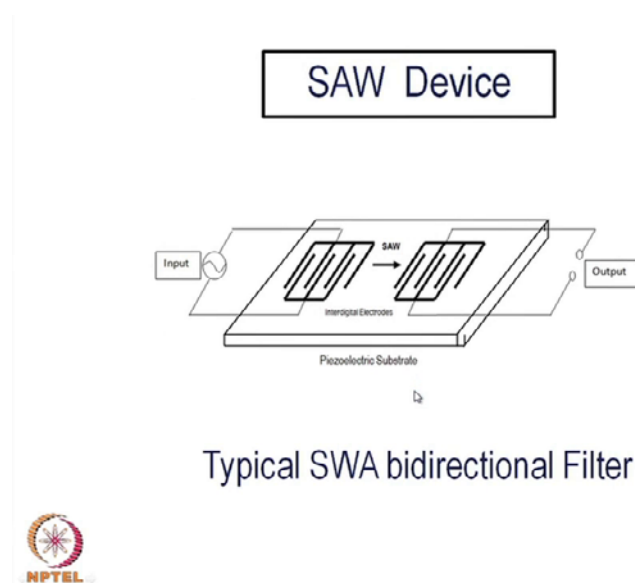 SAW Device
SAW
Input
Output
Interdigital Electrodes
Piezoelectric Substrate
Typical SWA bidirectional Filter
NPTEL